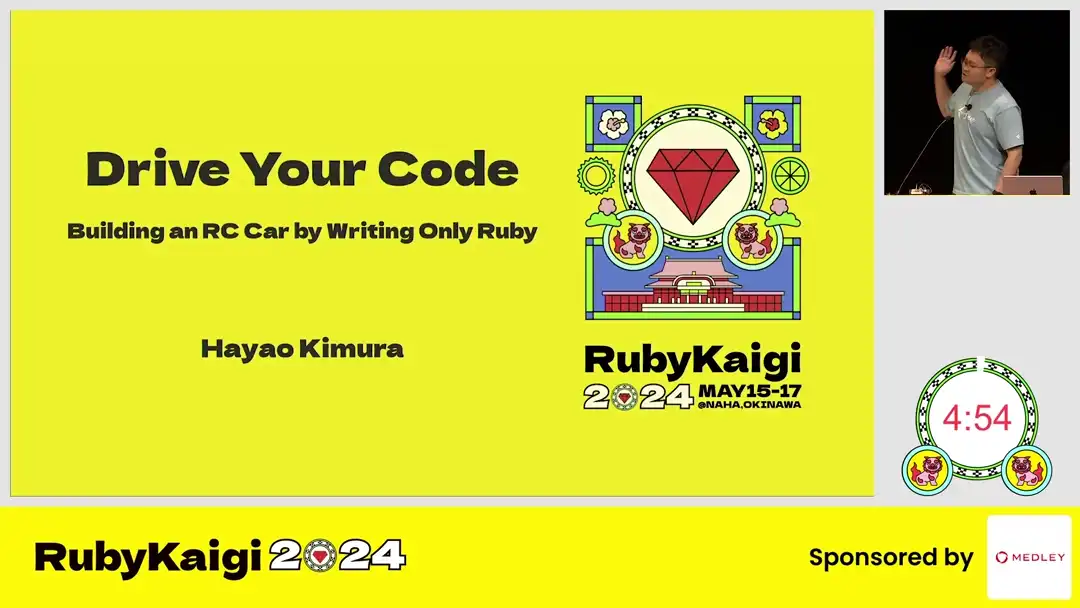 Drive Your Code
Building an RC Car by Writing Only Ruby
Hayao Kimura
RubyKaigi
2024 MAY15-17
@NAHA,OKINAWA
4:54
RubyKaigi 2024
Sponsored by
MEDLEY